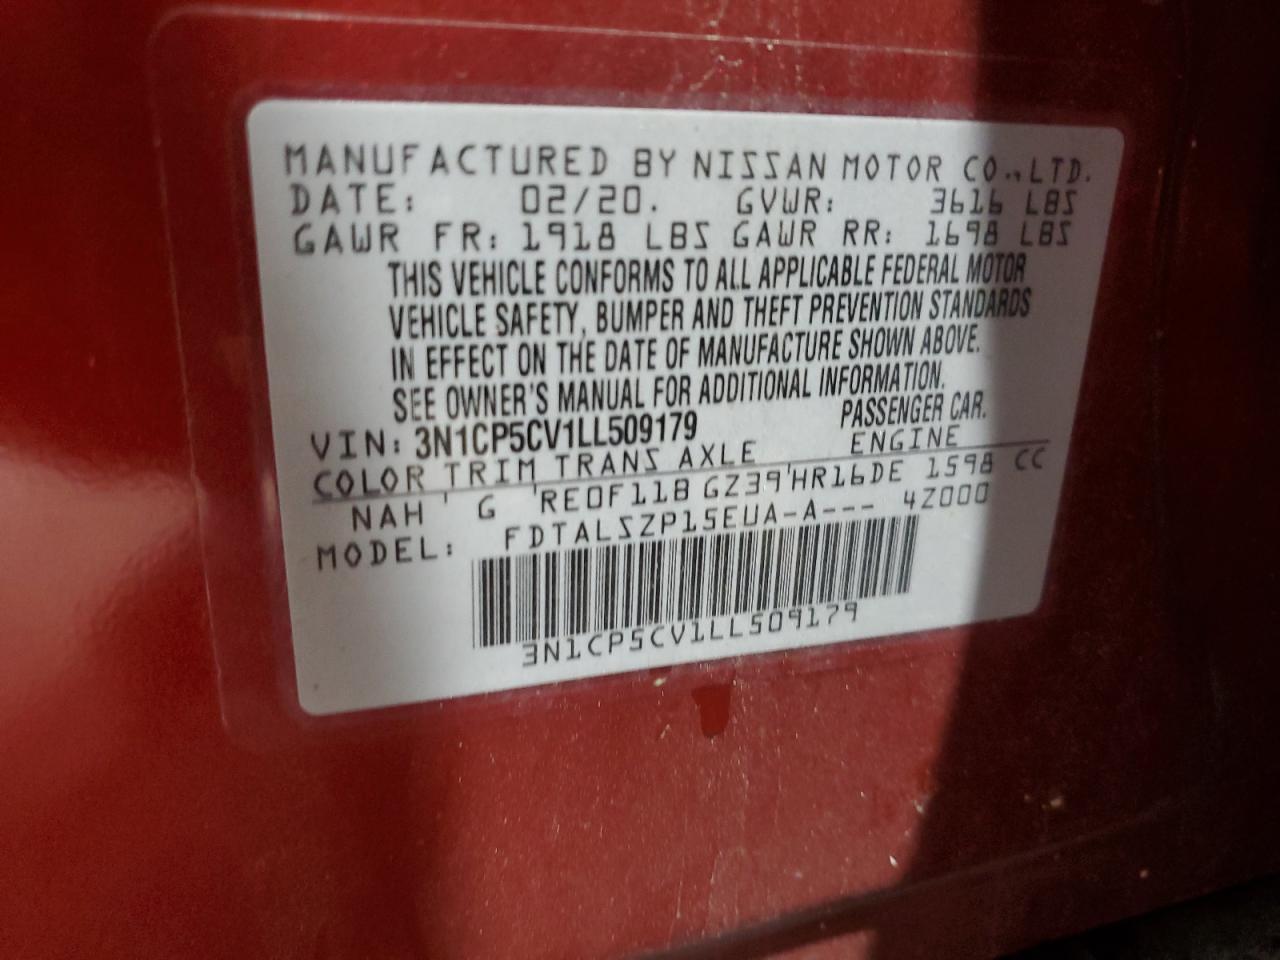 MANUFACTURED BY NISSAN MOTOR CO.,LTD.
DATE: 02/20. GVWR: 3616 LBS
GAWR FR: 1918 LBS GAWR RR: 1698 LBS
THIS VEHICLE CONFORMS TO ALL APPLICABLE FEDERAL MOTOR
VEHICLE SAFETY, BUMPER AND THEFT PREVENTION STANDARDS
IN EFFECT ON THE DATE OF MANUFACTURE SHOWN ABOVE.
SEE OWNER'S MANUAL FOR ADDITIONAL INFORMATION.
VIN: 3N1CP5CV1LL509179 PASSENGER CAR.
COLOR TRIM TRANS AXLE ENGINE
NAH ' G 'RE0F11B GZ39'HR16DE 1598 CC
MODEL: FDTALSZP15EUA-A--- 4Z000
3N1CP5CV1LL509179